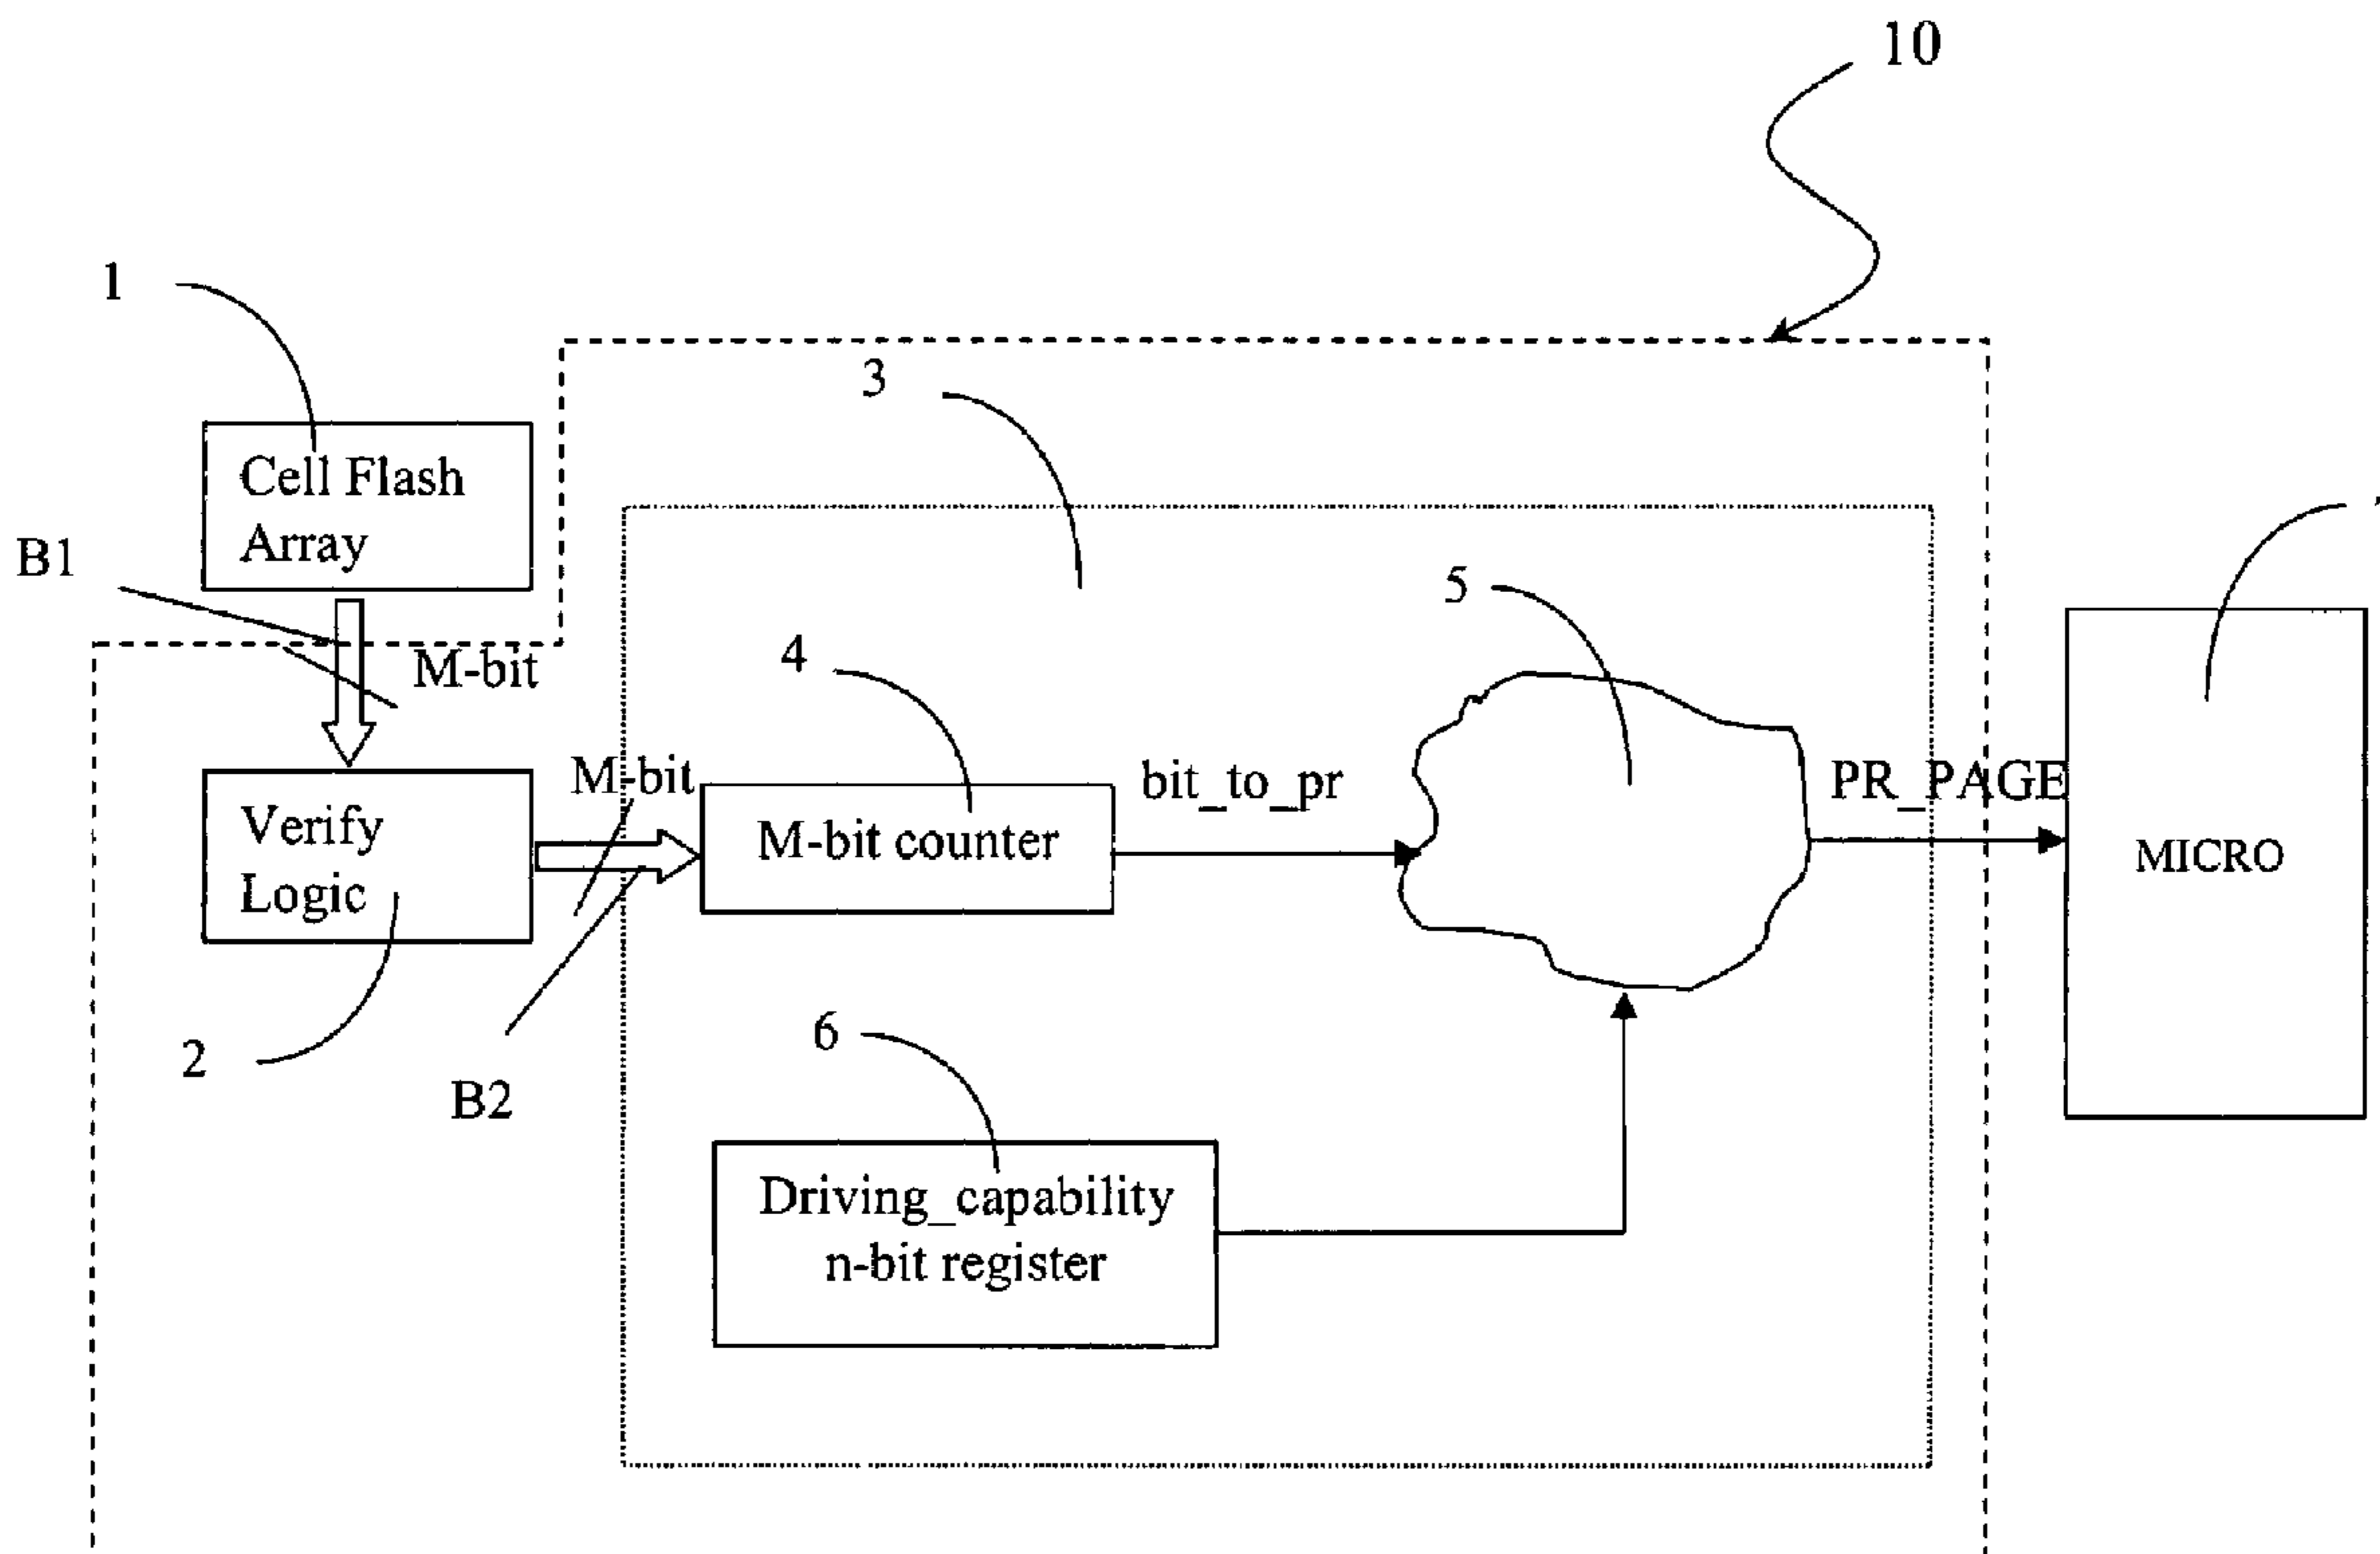 10
1
3
Cell Flash
Array
B1
5
4
M-bit
M-bit
bit_to_pr
PR_PAGE
Verify
Logic
M-bit counter
MICRO
6
2
B2
Driving_capability
n-bit register